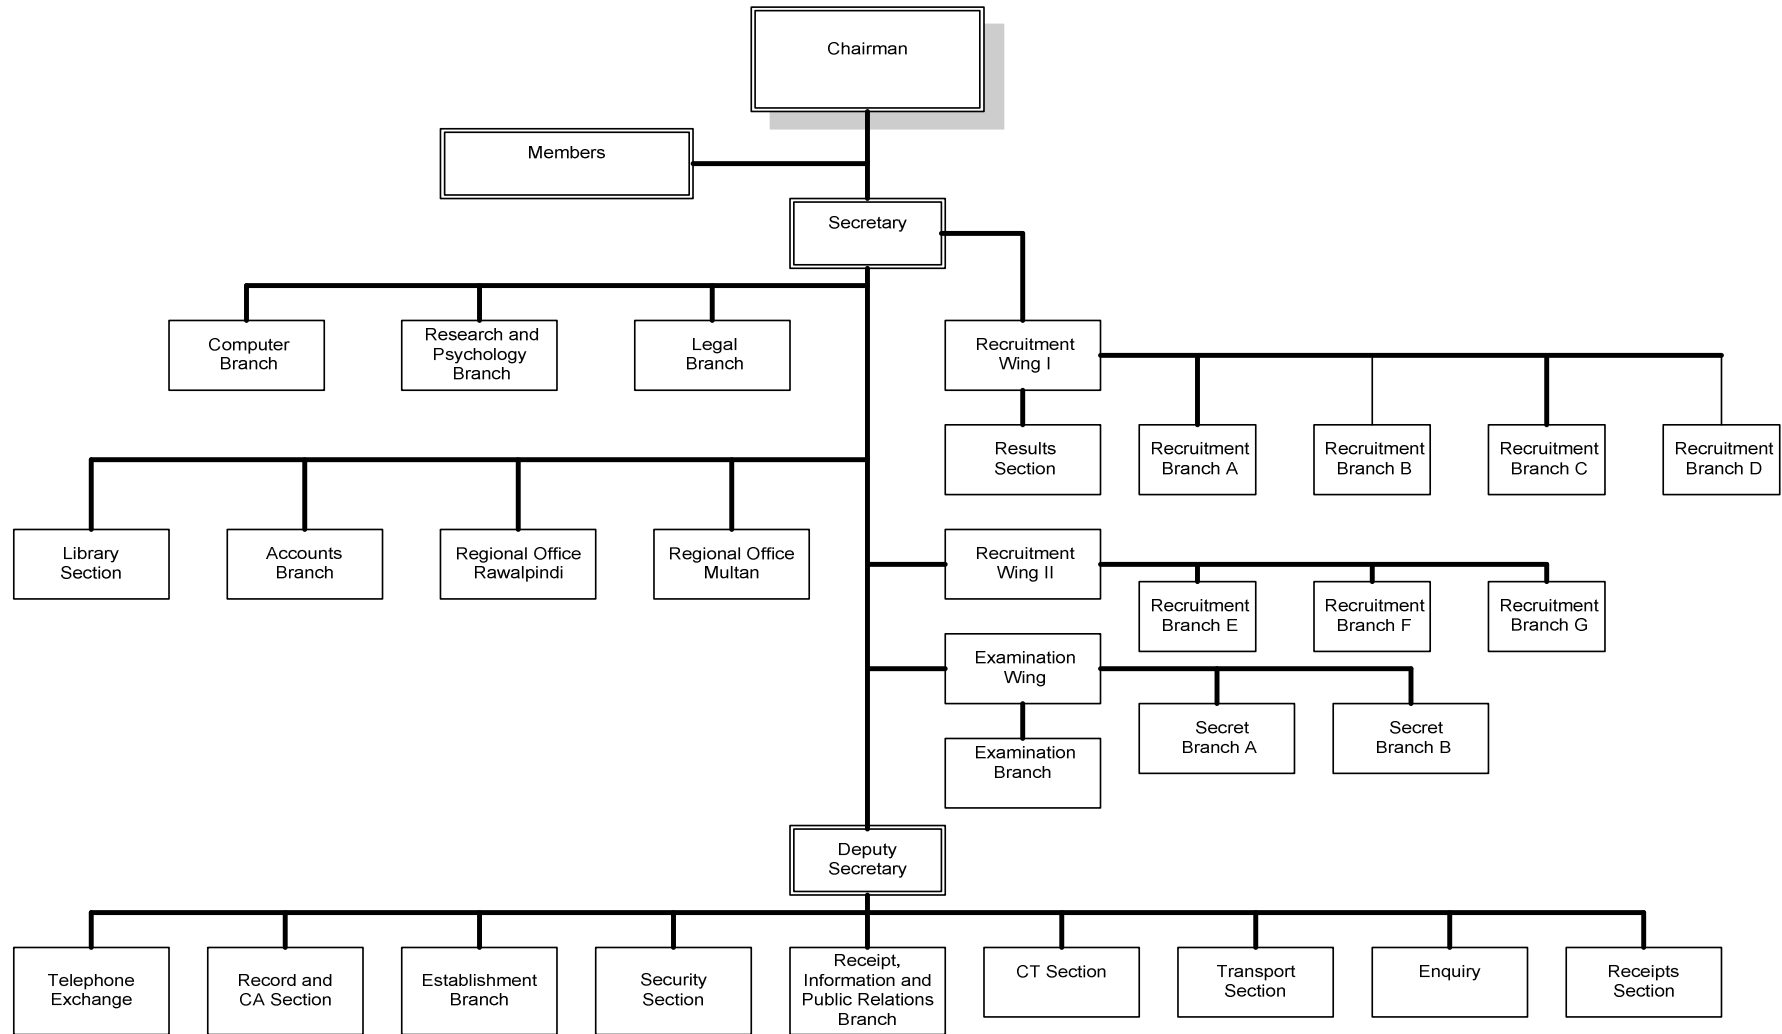 Chairman
Members
Secretary
Computer
Branch
Research and
Psychology
Branch
Legal
Branch
Recruitment
Wing I
Results
Section
Recruitment
Branch A
Recruitment
Branch B
Recruitment
Branch C
Recruitment
Branch D
Library
Section
Accounts
Branch
Regional Office
Rawalpindi
Regional Office
Multan
Recruitment
Wing II
Recruitment
Branch E
Recruitment
Branch F
Recruitment
Branch G
Examination
Wing
Secret
Branch A
Secret
Branch B
Examination
Branch
Deputy
Secretary
Telephone
Exchange
Record and
CA Section
Establishment
Branch
Security
Section
Receipt,
Information and
Public Relations
Branch
CT Section
Transport
Section
Enquiry
Receipts
Section